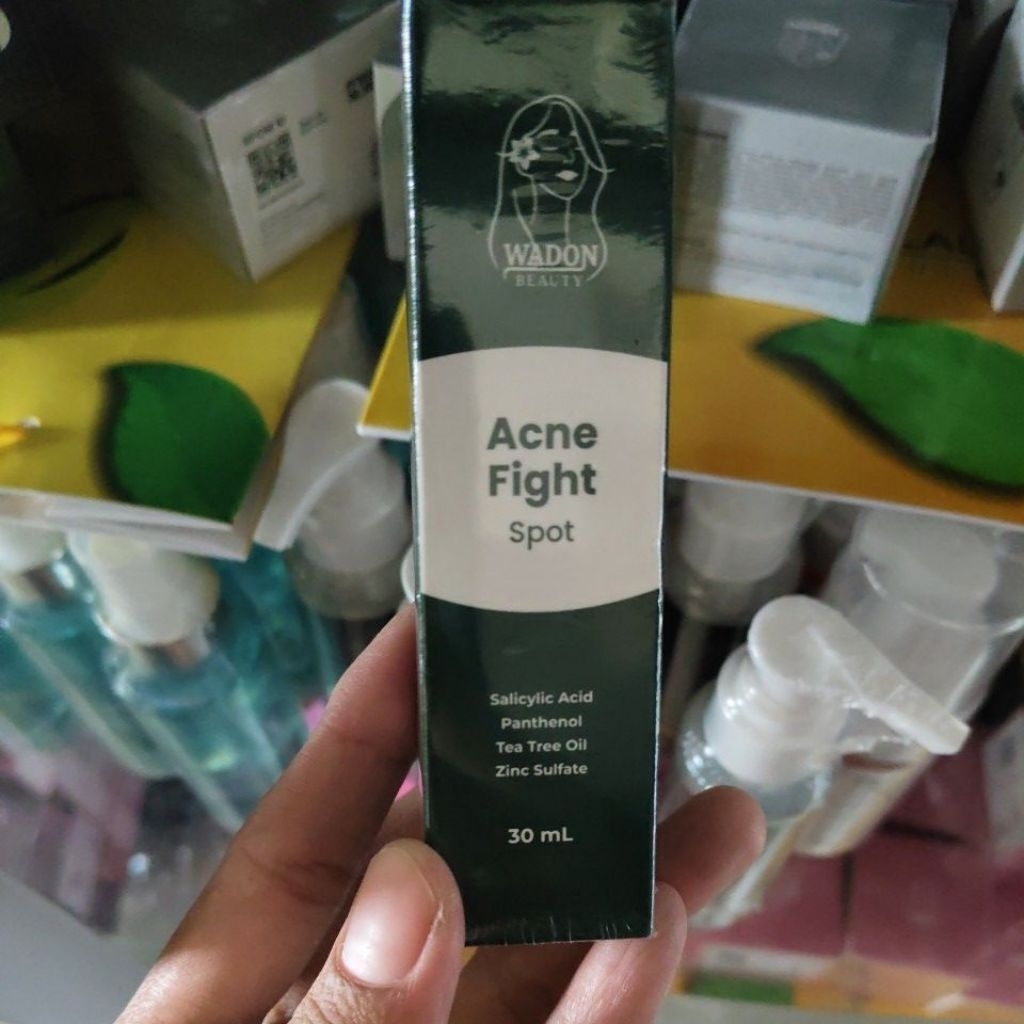 WADON
BEAUTY
Acne
Fight
Spot
Salicylic Acid
Panthenol
Tea Tree Oil
Zinc Sulfate
30 mL